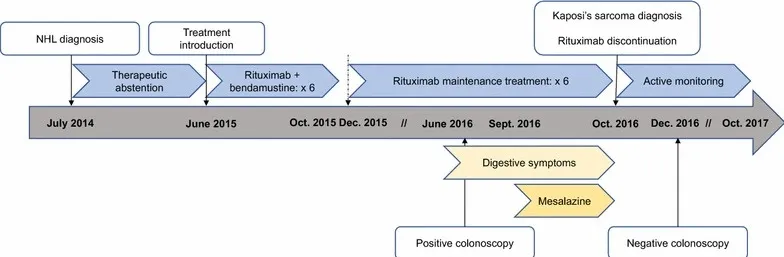 Kaposi's sarcoma diagnosis
Rituximab discontinuation
NHL diagnosis
Treatment
introduction
Therapeutic
abstention
Rituximab +
bendamustine: x 6
Rituximab maintenance treatment: x 6
Active monitoring
July 2014 June 2015 Oct. 2015 Dec. 2015 // June 2016 Sept. 2016 Oct. 2016 Dec. 2016 // Oct. 2017
Digestive symptoms
Mesalazine
Positive colonoscopy
Negative colonoscopy